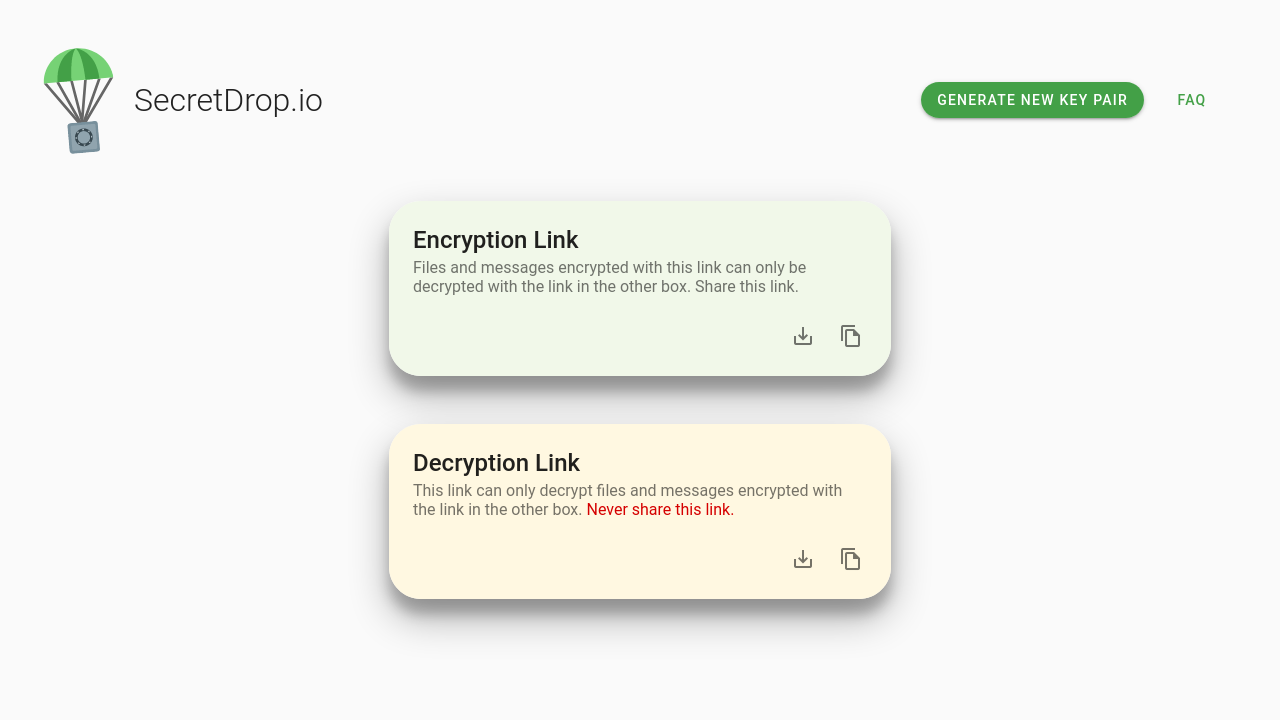 SecretDrop.io
GENERATE NEW KEY PAIR
FAQ
Encryption Link
Files and messages encrypted with this link can only be
decrypted with the link in the other box. Share this link.
Decryption Link
This link can only decrypt files and messages encrypted with
the link in the other box. Never share this link.